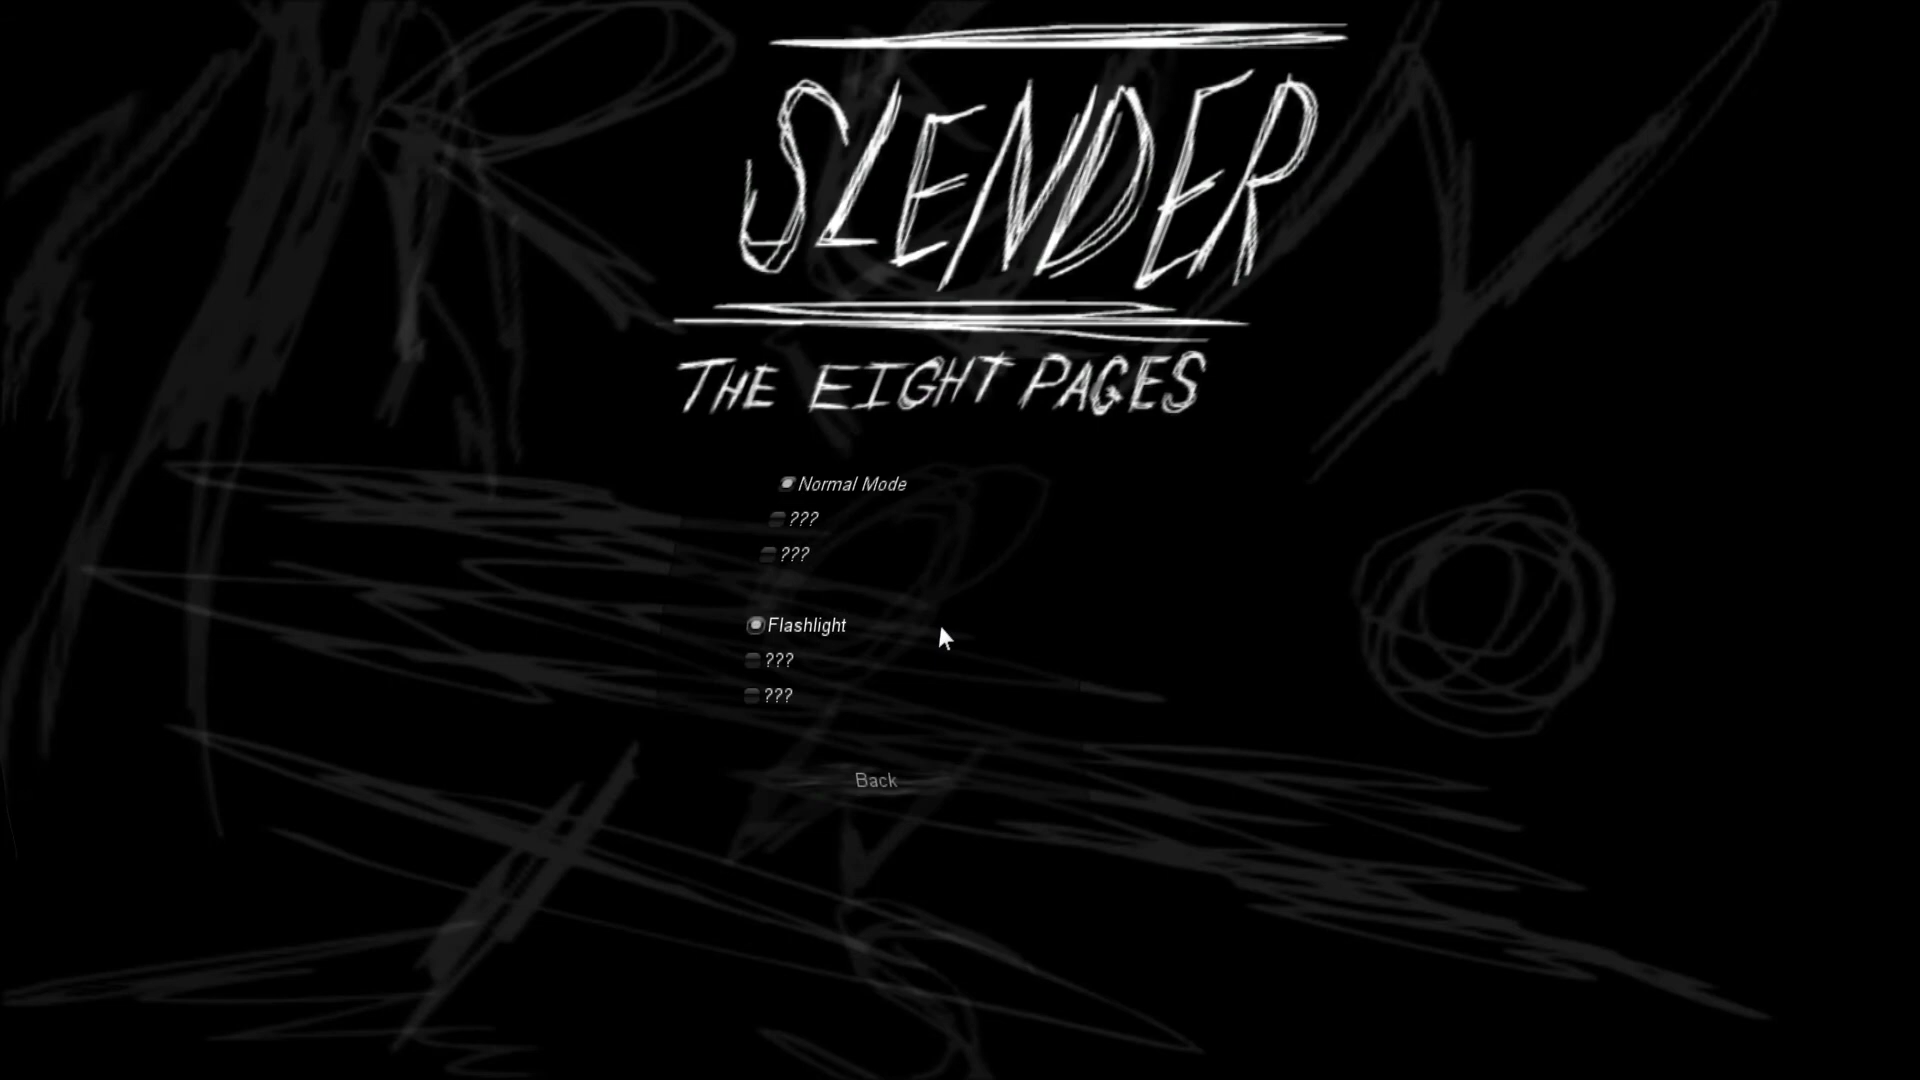 SLENDER
THE EIGHT PAGES
Normal Mode
???
???
Flashlight
???
???
Back